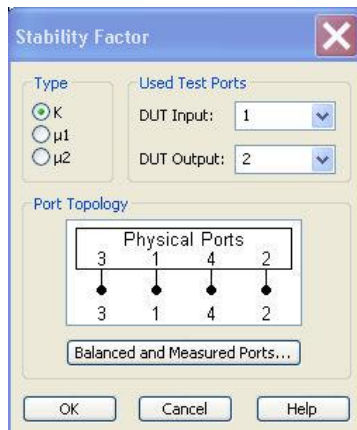 Stability Factor
Type
K
µ1
µ2
Used Test Ports
DUT Input: 1
DUT Output: 2
Port Topology
Physical Ports
3 1 4 2
3 1 4 2
Balanced and Measured Ports...
OK Cancel Help